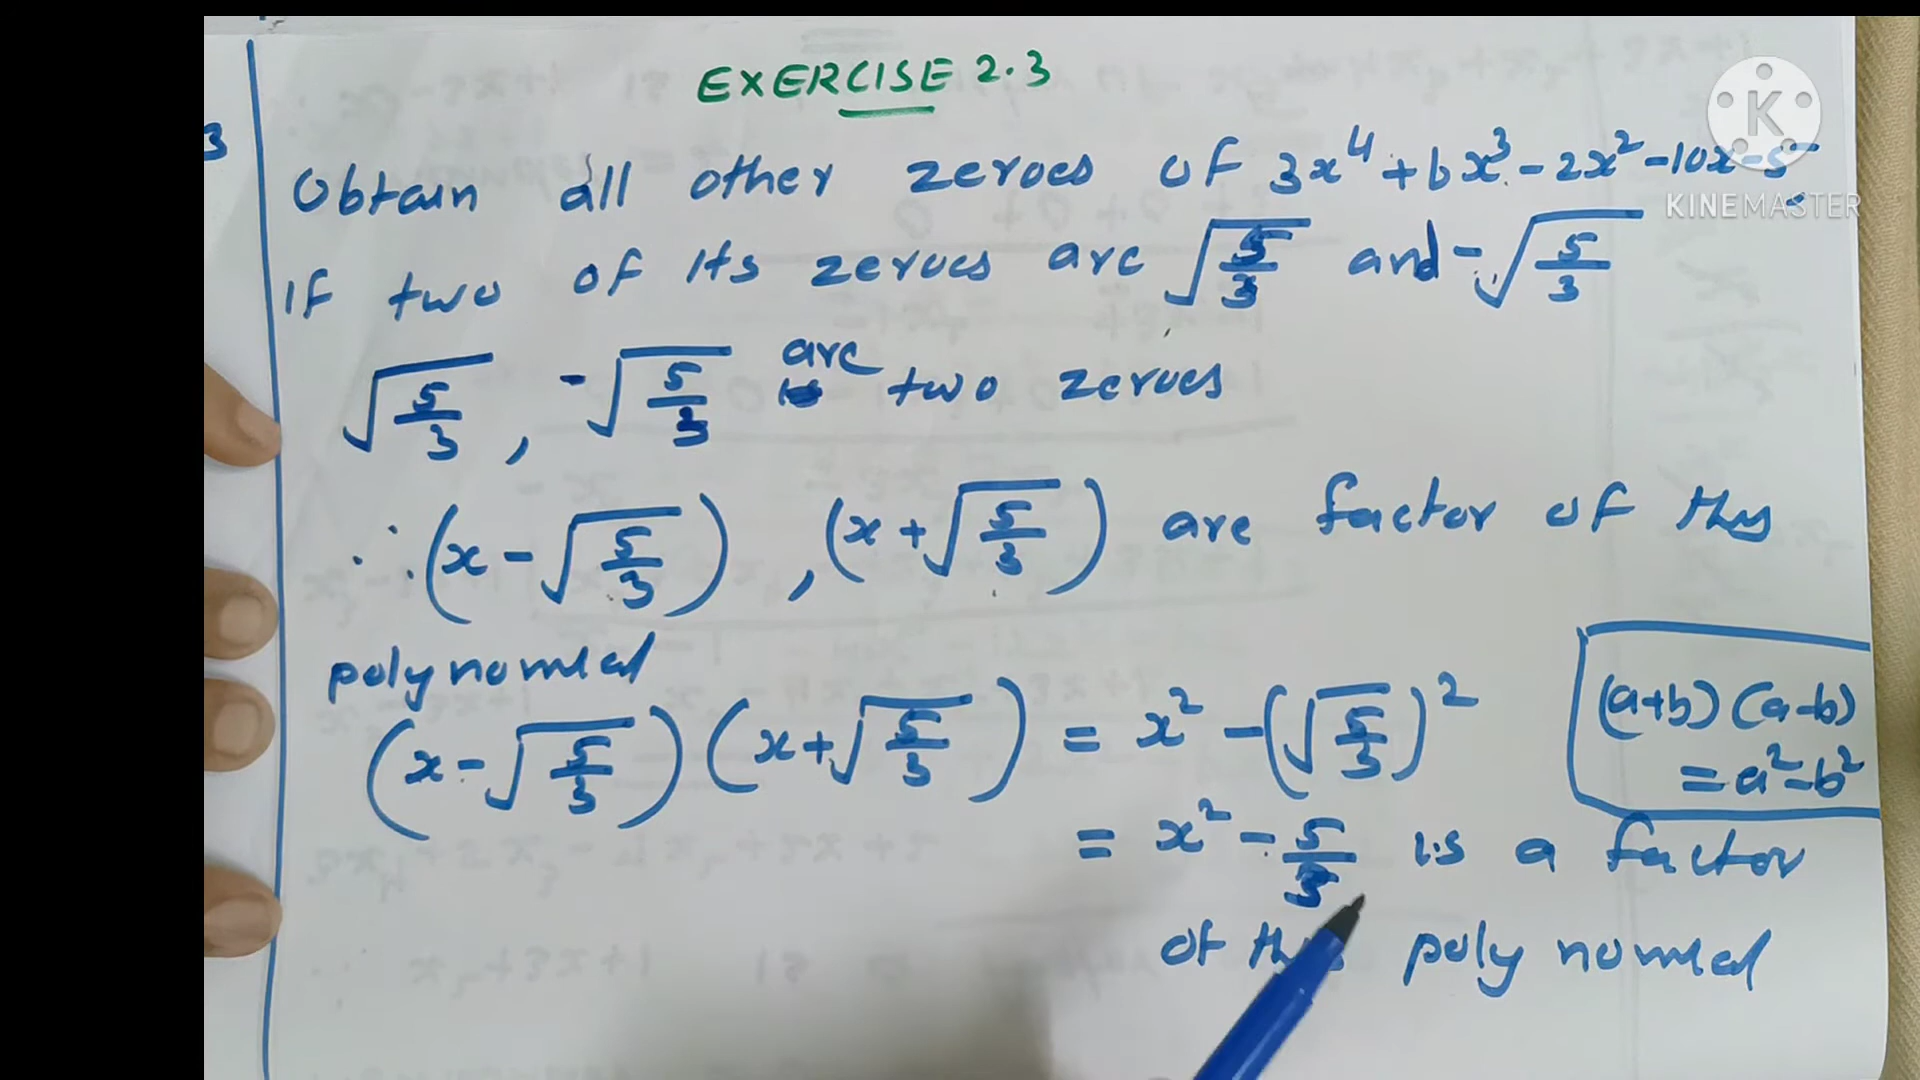 EXERCISE 2.3
3
Obtain all other zeroes of 3x⁴+6x³-2x²-10x-5
KINEMASTER
If two of its zeroes are √5/3 and -√5/3
√5/3 , -√5/3 are two zeroes
∴ (x-√5/3) , (x+√5/3) are factor of this
polynomial
(x-√5/3)(x+√5/3) = x²-(√5/3)²
(a+b)(a-b)
= a²-b²
= x²-5/3 is a factor
of this polynomial